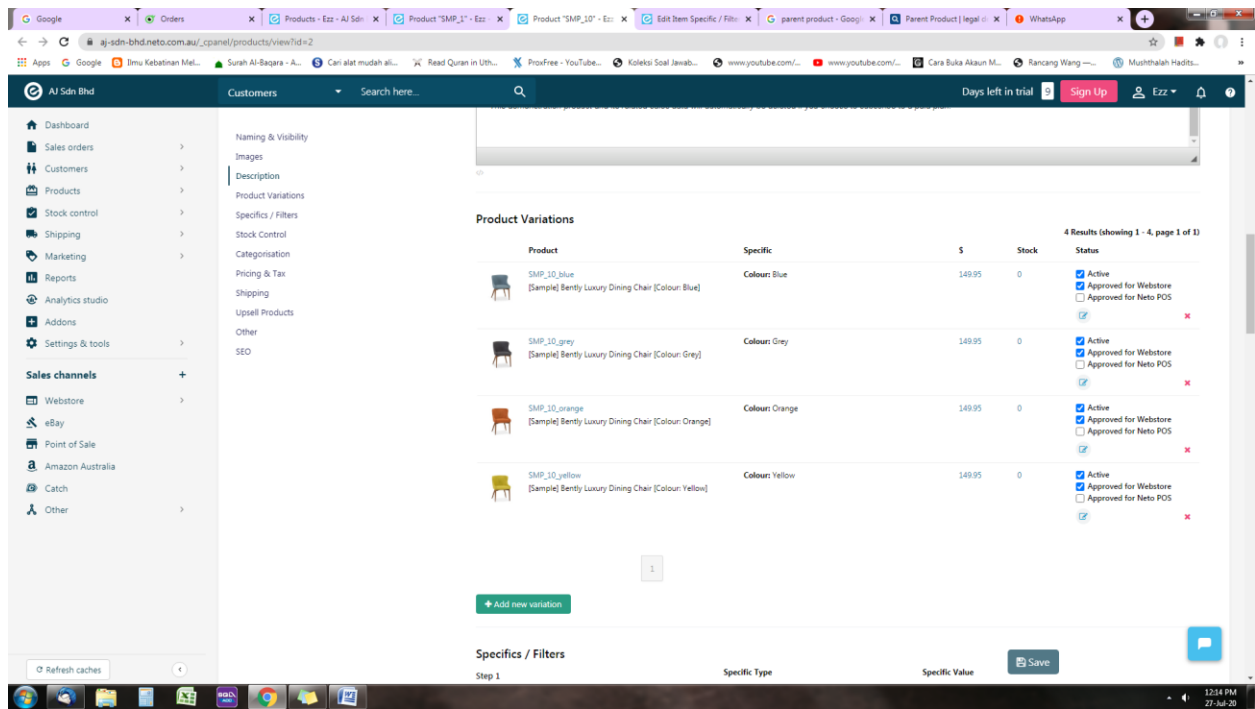 Google
Orders
Products - Ezz - AJ Sdn
Product "SMP_1" - Ezz
Product "SMP_10" - Ezz
Edit Item Specific / Filte
parent product - Googl
Parent Product | legal d
WhatsApp
aj-sdn-bhd.neto.com.au/_cpanel/products/view?id=2
Apps Google Ilmu Kebatinan Mel... Surah Al-Baqara - A... Cari alat mudah ali... Read Quran in Uth... ProxFree - YouTube... Koleksi Soal Jawab... www.youtube.com/... www.youtube.com/... Cara Buka Akaun M... Rancang Wang —... Mushthalah Hadits... »
AJ Sdn Bhd Customers Search here... Days left in trial 9 Sign Up Ezz
Dashboard
Sales orders
Customers
Products
Stock control
Shipping
Marketing
Reports
Analytics studio
Addons
Settings & tools
Sales channels +
Webstore
eBay
Point of Sale
Amazon Australia
Catch
Other
Refresh caches
Naming & Visibility
Images
Description
Product Variations
Specifics / Filters
Stock Control
Categorisation
Pricing & Tax
Shipping
Upsell Products
Other
SEO
Product Variations
4 Results (showing 1 - 4, page 1 of 1)
Product Specific $ Stock Status
SMP_10_blue Colour: Blue 149.95 0 Active
[Sample] Bently Luxury Dining Chair [Colour: Blue] Approved for Webstore
Approved for Neto POS
SMP_10_grey Colour: Grey 149.95 0 Active
[Sample] Bently Luxury Dining Chair [Colour: Grey] Approved for Webstore
Approved for Neto POS
SMP_10_orange Colour: Orange 149.95 0 Active
[Sample] Bently Luxury Dining Chair [Colour: Orange] Approved for Webstore
Approved for Neto POS
SMP_10_yellow Colour: Yellow 149.95 0 Active
[Sample] Bently Luxury Dining Chair [Colour: Yellow] Approved for Webstore
Approved for Neto POS
1
+ Add new variation
Specifics / Filters
Save
Step 1 Specific Type Specific Value
12:14 PM
27-Jul-20